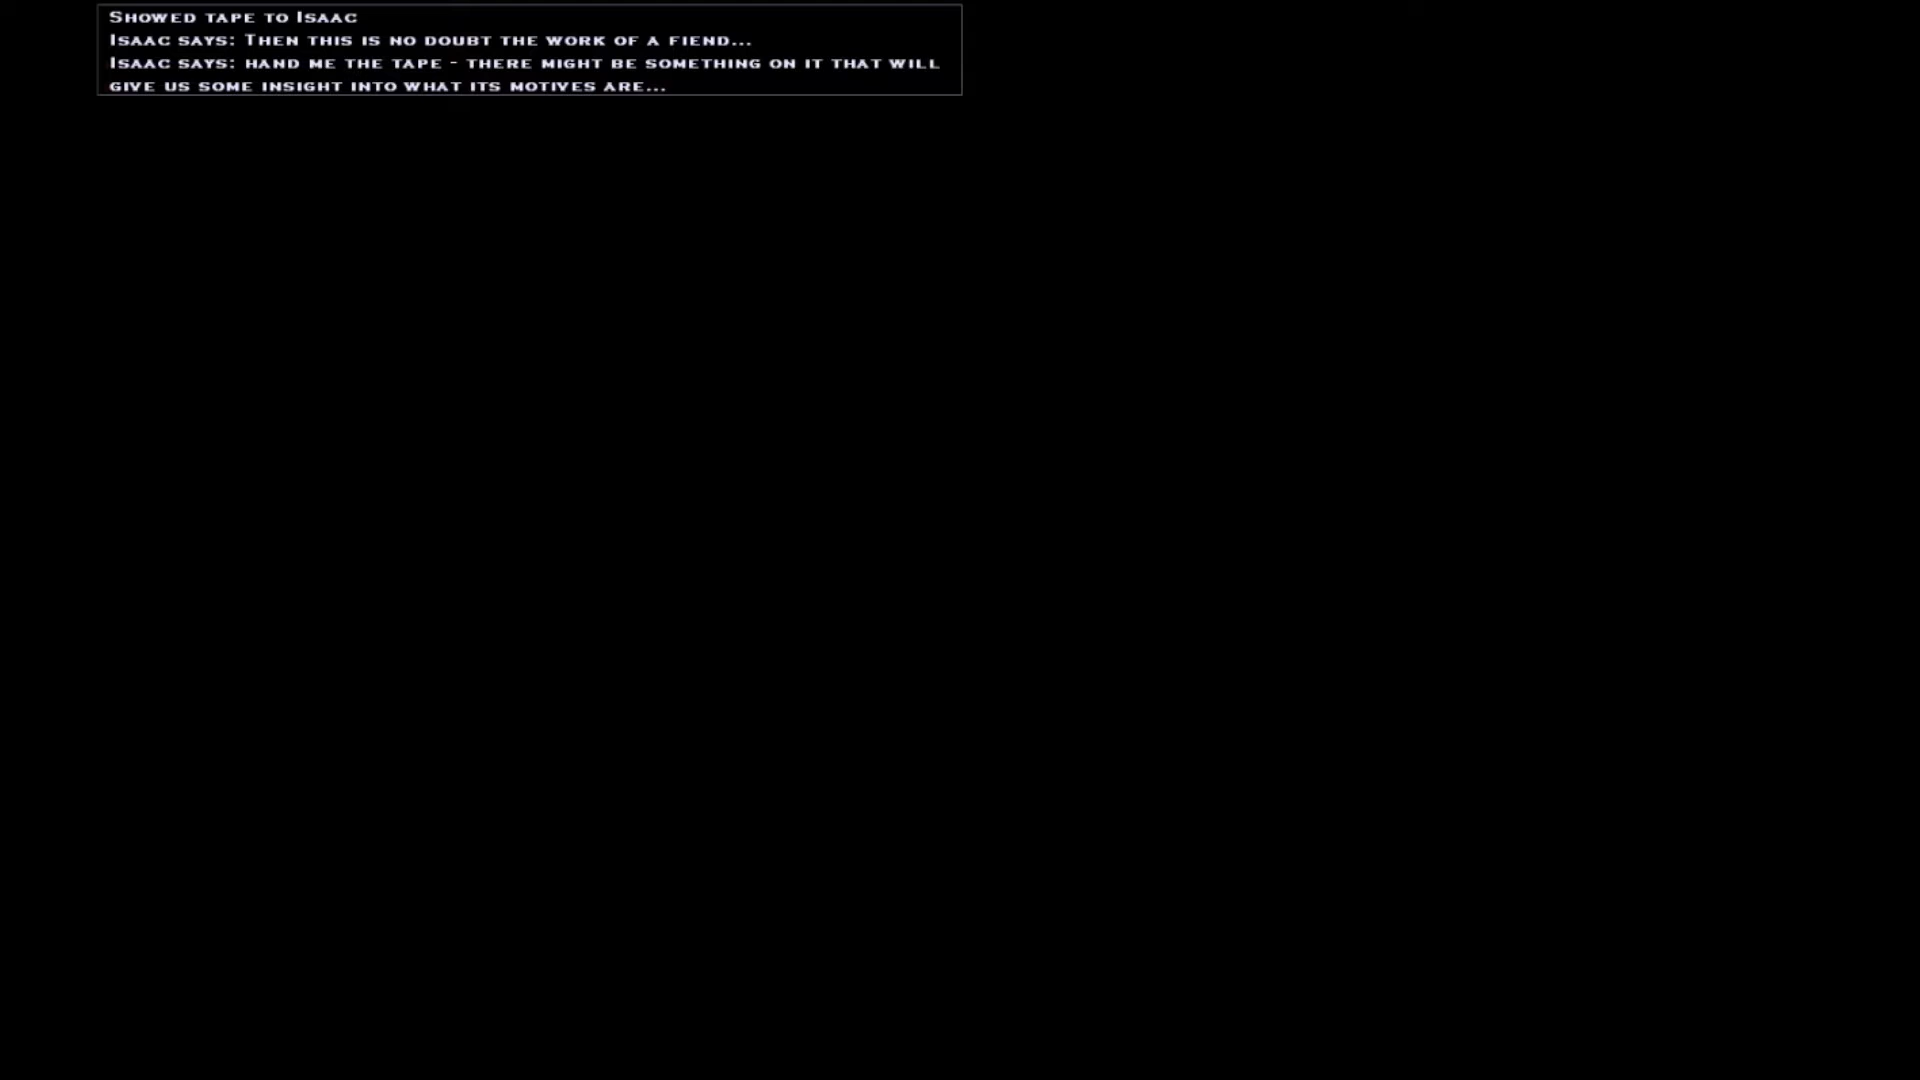 Showed tape to Isaac
Isaac says: Then this is no doubt the work of a fiend...
Isaac says: hand me the tape - there might be something on it that will
give us some insight into what its motives are...